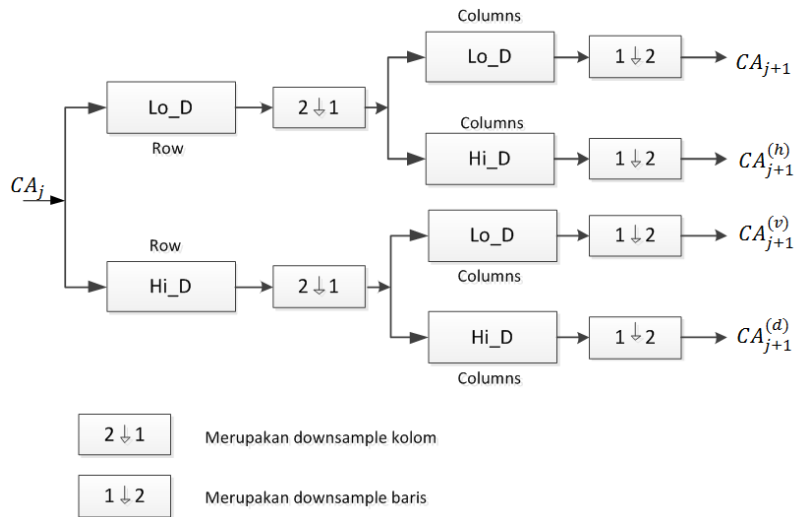 Columns
Lo_D
1 ↓ 2
CA_{j+1}
Lo_D
2 ↓ 1
Row
Columns
Hi_D
1 ↓ 2
CA_{j+1}^{(h)}
CA_j
Row
Lo_D
1 ↓ 2
CA_{j+1}^{(v)}
Columns
Hi_D
2 ↓ 1
Hi_D
1 ↓ 2
CA_{j+1}^{(d)}
Columns
2 ↓ 1 Merupakan downsample kolom
1 ↓ 2 Merupakan downsample baris